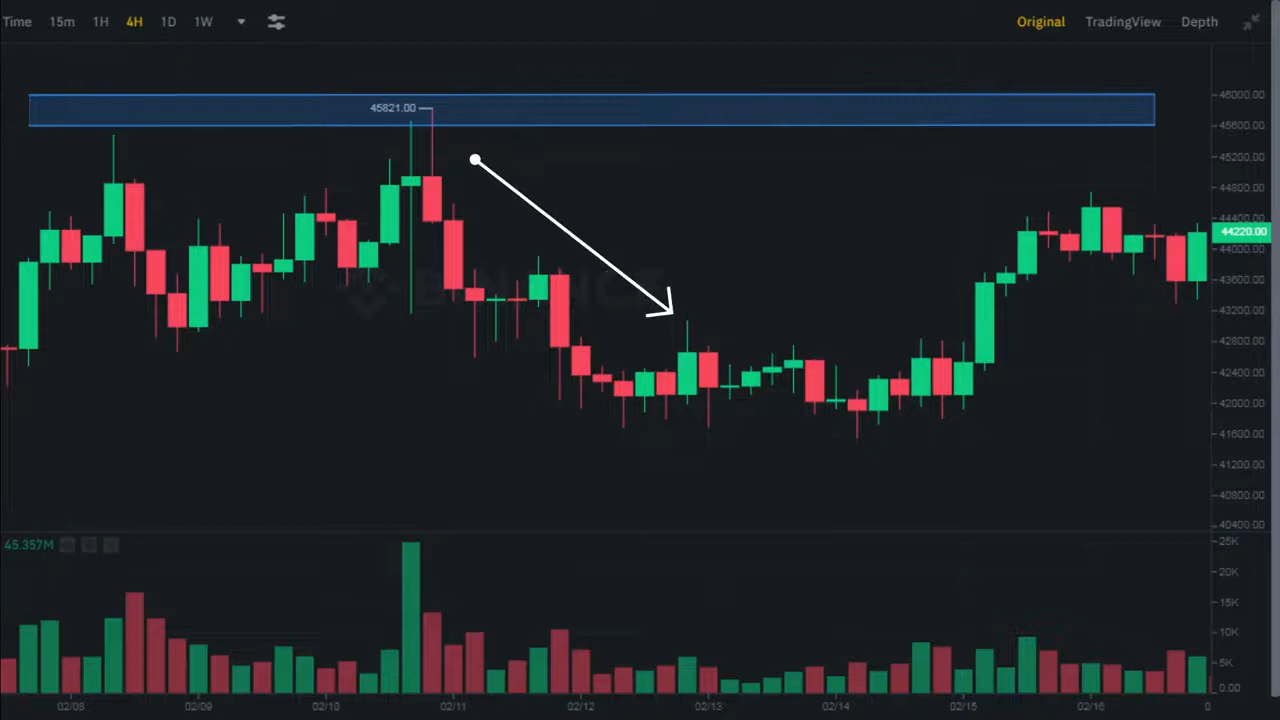 Time 15m 1H 4H 1D 1W Original TradingView Depth
46000.00
45821.00
45600.00
45200.00
44800.00
44400.00
44220.00
44000.00
43600.00
BINANCE
43200.00
42800.00
42400.00
42000.00
41600.00
41200.00
40800.00
40400.00
45.357M
25K
20K
15K
10K
5K
0.00
02/08 02/09 02/10 02/11 02/12 02/13 02/14 02/15 02/16 0